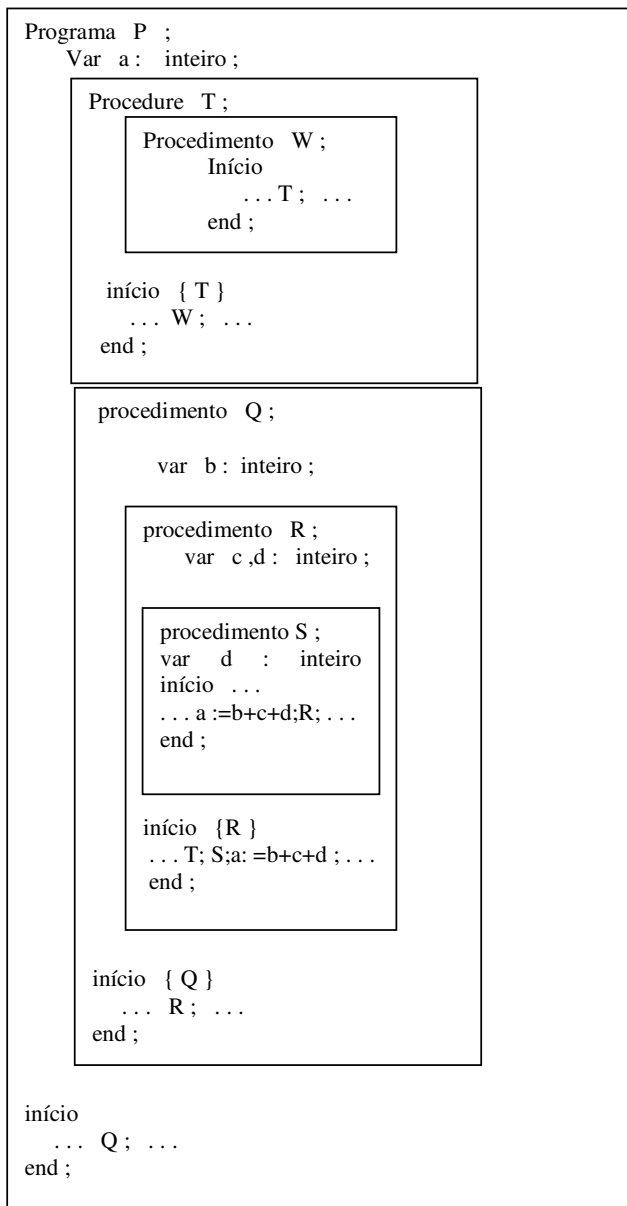 Programa P ;
Var a : inteiro ;
Procedure T ;
Procedimento W ;
Início
. . . T ; . . .
end ;
início { T }
. . . W ; . . .
end ;
procedimento Q ;
var b : inteiro ;
procedimento R ;
var c ,d : inteiro ;
procedimento S ;
var d : inteiro
início . . .
. . . a :=b+c+d;R; . . .
end ;
início {R }
. . . T; S;a: =b+c+d ; . . .
end ;
início { Q }
. . . R ; . . .
end ;
início
. . . Q ; . . .
end ;